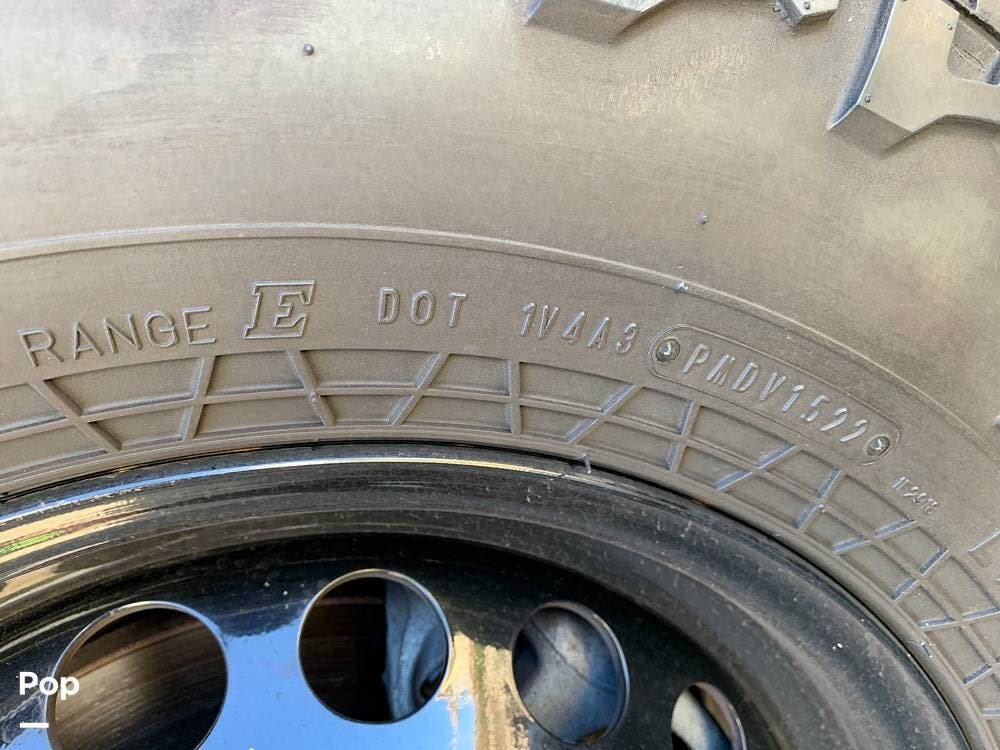 RANGE E DOT 1V4A3 PMDV1522
Pop